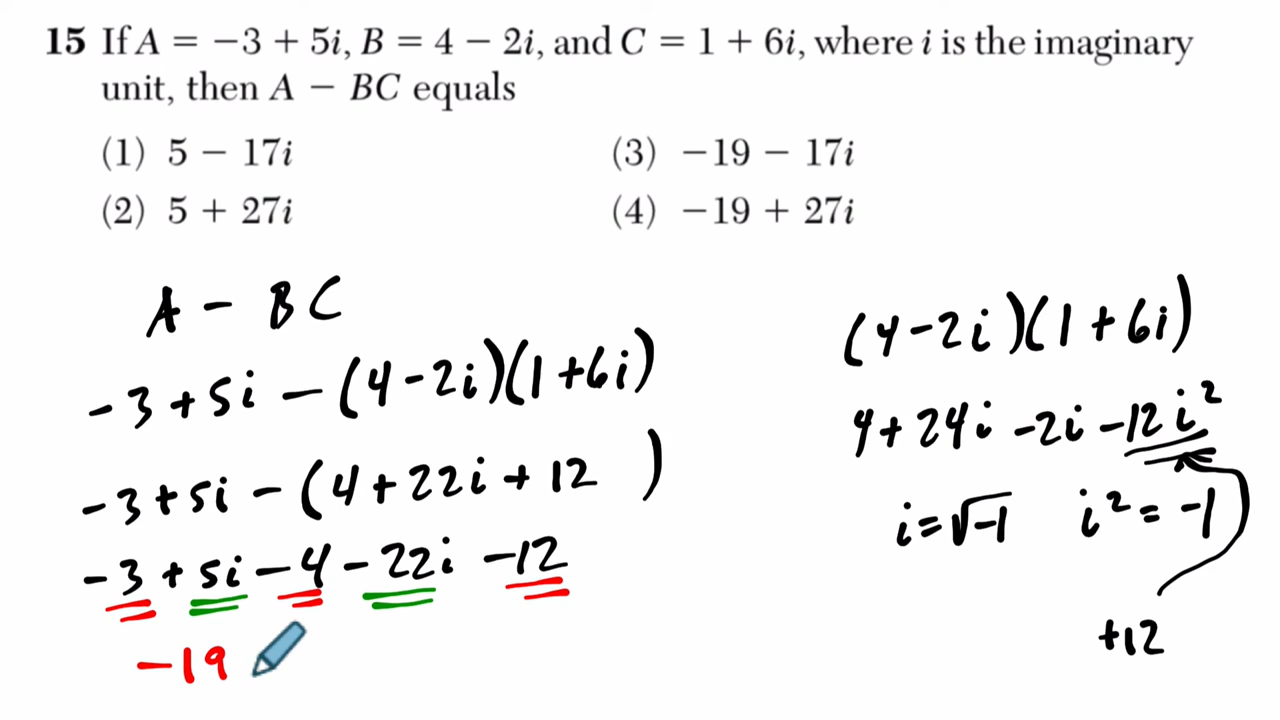 15 If A = −3 + 5i, B = 4 − 2i, and C = 1 + 6i, where i is the imaginary
unit, then A − BC equals
(1) 5 − 17i
(3) −19 − 17i
(2) 5 + 27i
(4) −19 + 27i
A − BC
−3 + 5i − (4 − 2i)(1 + 6i)
−3 + 5i − (4 + 22i + 12 )
−3 + 5i − 4 − 22i − 12
−19
(4 − 2i)(1 + 6i)
4 + 24i − 2i − 12i²
i = √−1 i² = −1
+12